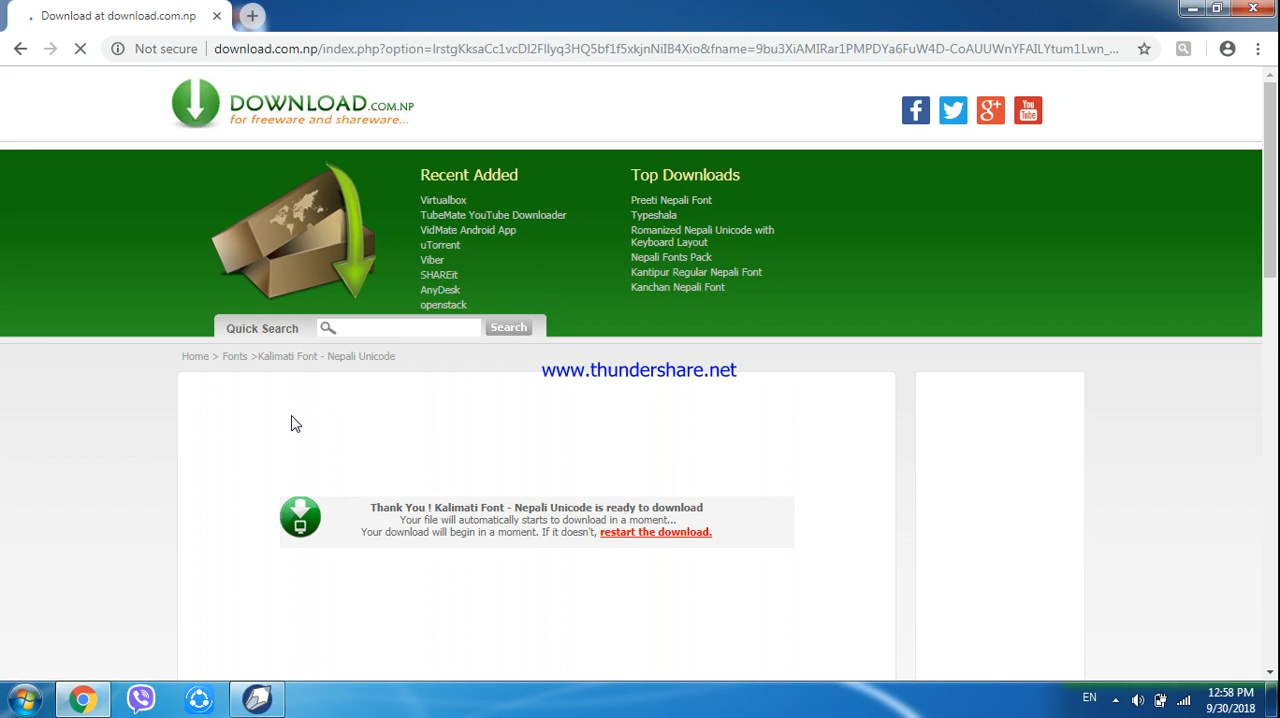 Download at download.com.np
Not secure
download.com.np/index.php?option=
DOWNLOAD.COM.NP
for freeware and shareware...
You
Tube
Recent Added
Virtualbox
TubeMate YouTube Downloader
VidMate Android App
uTorrent
Viber
SHAREit
AnyDesk
openstack
Top Downloads
Preeti Nepali Font
Typeshala
Romanized Nepali Unicode with
Keyboard Layout
Nepali Fonts Pack
Kantipur Regular Nepali Font
Kanchan Nepali Font
Quick Search
Search
Home > Fonts >Kalimati Font - Nepali Unicode
www.thundershare.net
Thank You ! Kalimati Font - Nepali Unicode is ready to download
Your file will automatically starts to download in a moment...
Your download will begin in a moment. If it doesn't, restart the download.
EN
12:58 PM
9/30/2018